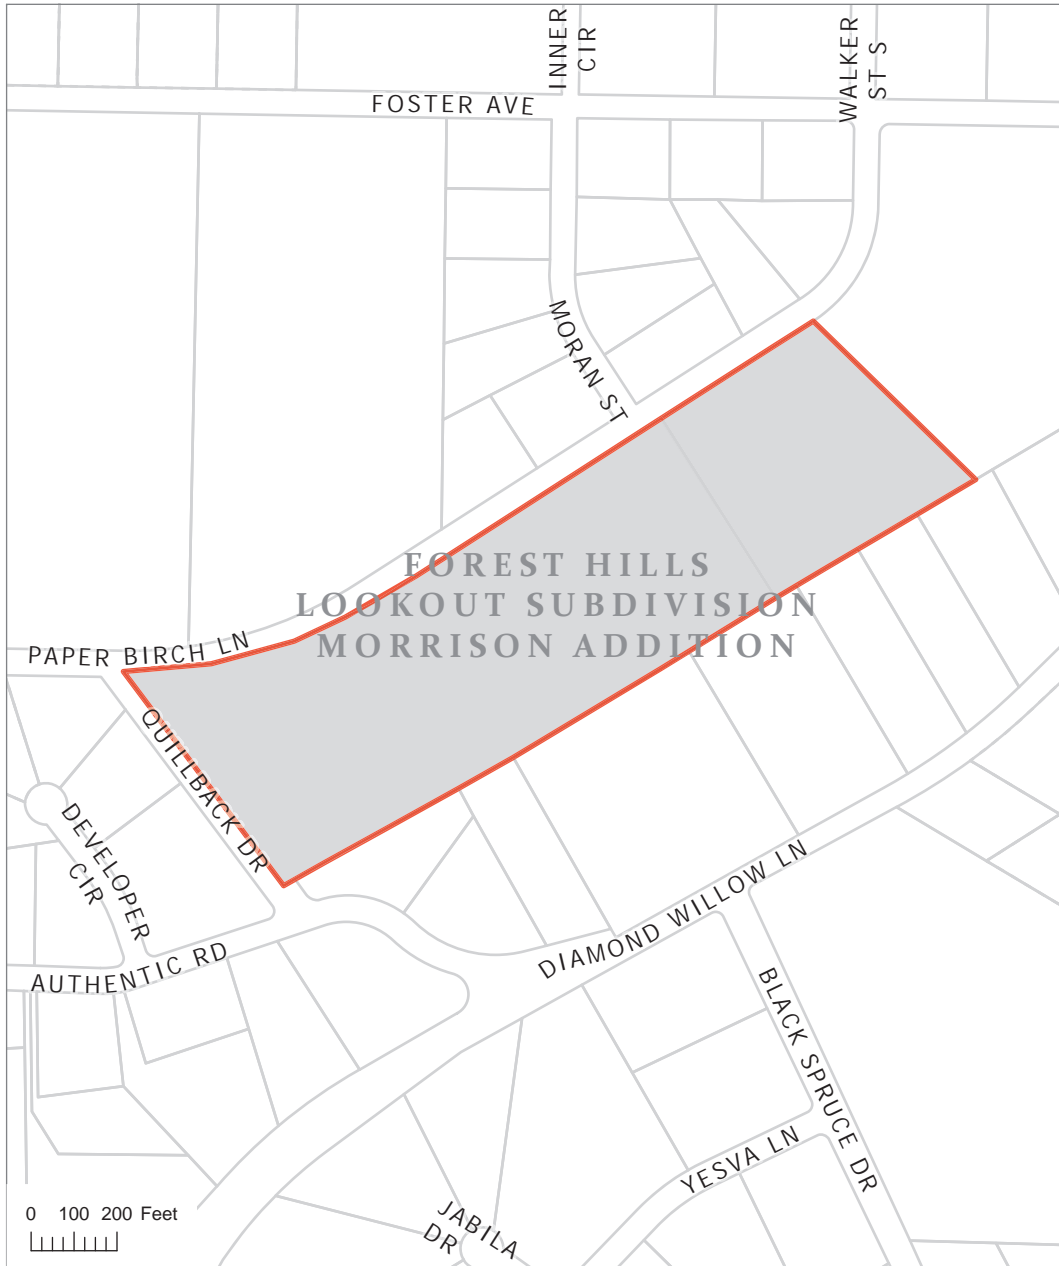 INNER
CIR
WALKER
ST S
FOSTER AVE
MORAN ST
FOREST HILLS
LOOKOUT SUBDIVISION
MORRISON ADDITION
PAPER BIRCH LN
QUILLBACK DR
DEVELOPER
CIR
DIAMOND WILLOW LN
AUTHENTIC RD
BLACK SPRUCE DR
YESVA LN
JABILA
DR
0 100 200 Feet